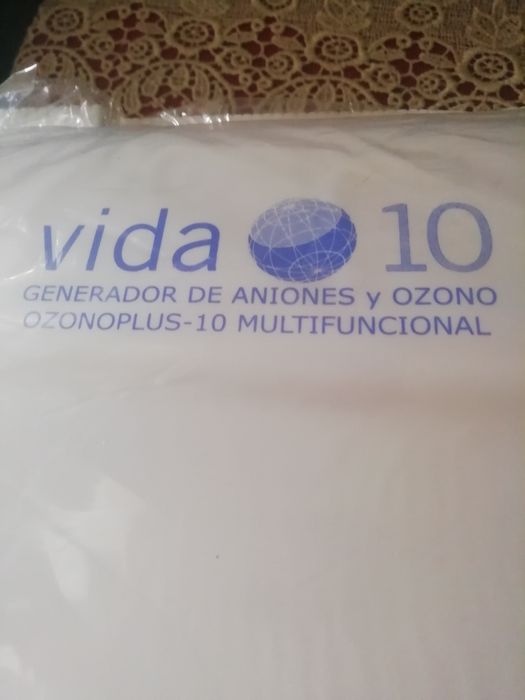 vida 10
GENERADOR DE ANIONES y OZONO
OZONOPLUS-10 MULTIFUNCIONAL